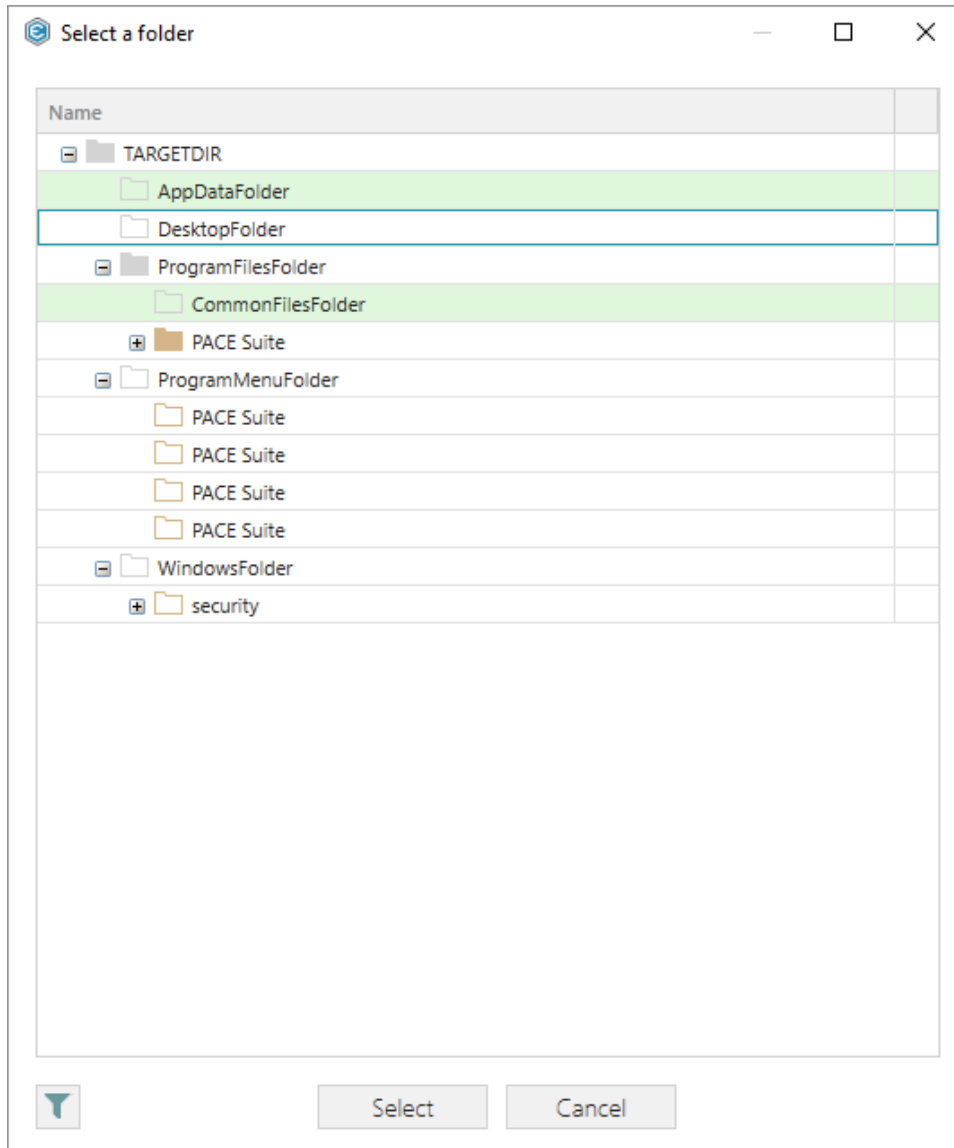 Select a folder
Name
TARGETDIR
AppDataFolder
DesktopFolder
ProgramFilesFolder
CommonFilesFolder
PACE Suite
ProgramMenuFolder
PACE Suite
PACE Suite
PACE Suite
PACE Suite
WindowsFolder
security
Select Cancel